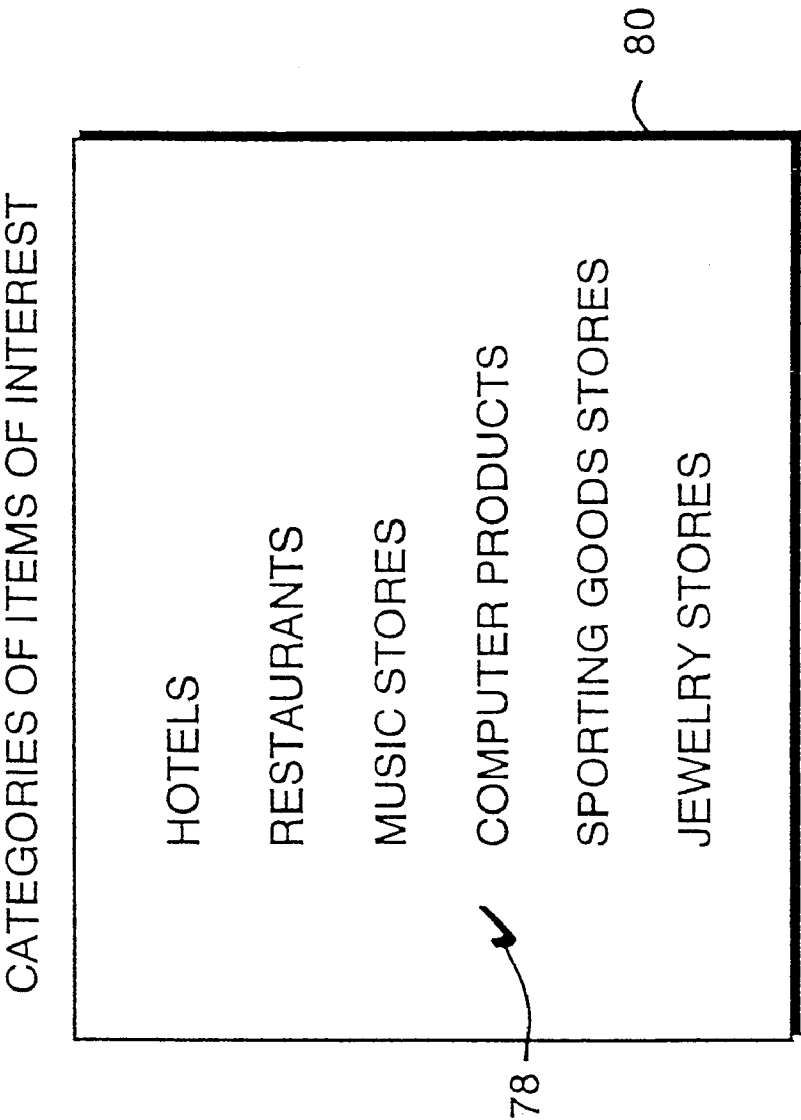 CATEGORIES OF ITEMS OF INTEREST
HOTELS
RESTAURANTS
MUSIC STORES
COMPUTER PRODUCTS
SPORTING GOODS STORES
JEWELRY STORES
78
80